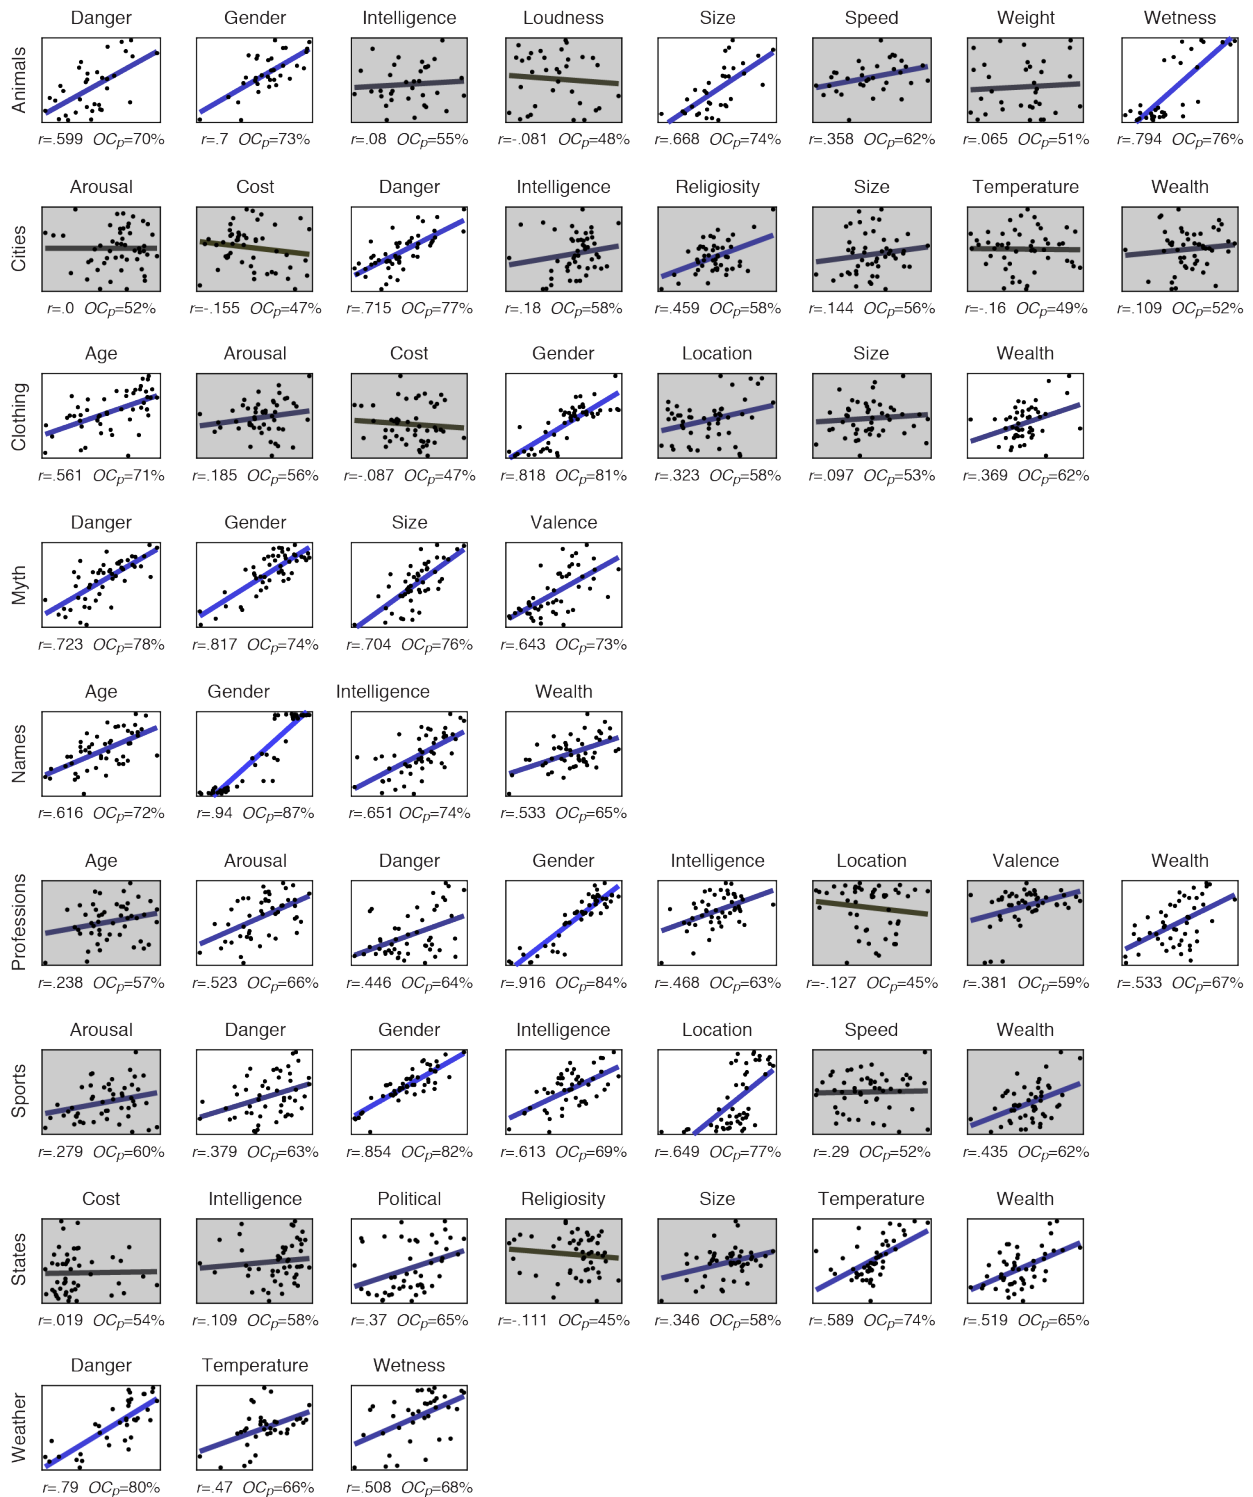 Danger Gender Intelligence Loudness Size Speed Weight Wetness
Animals
r=.599 OCp=70% r=.7 OCp=73% r=.08 OCp=55% r=-.081 OCp=48% r=.668 OCp=74% r=.358 OCp=62% r=.065 OCp=51% r=.794 OCp=76%
Arousal Cost Danger Intelligence Religiosity Size Temperature Wealth
Cities
r=.0 OCp=52% r=-.155 OCp=47% r=.715 OCp=77% r=.18 OCp=58% r=.459 OCp=58% r=.144 OCp=56% r=-.16 OCp=49% r=.109 OCp=52%
Age Arousal Cost Gender Location Size Wealth
Clothing
r=.561 OCp=71% r=.185 OCp=56% r=-.087 OCp=47% r=.818 OCp=81% r=.323 OCp=58% r=.097 OCp=53% r=.369 OCp=62%
Danger Gender Size Valence
Myth
r=.723 OCp=78% r=.817 OCp=74% r=.704 OCp=76% r=.643 OCp=73%
Age Gender Intelligence Wealth
Names
r=.616 OCp=72% r=.94 OCp=87% r=.651 OCp=74% r=.533 OCp=65%
Age Arousal Danger Gender Intelligence Location Valence Wealth
Professions
r=.238 OCp=57% r=.523 OCp=66% r=.446 OCp=64% r=.916 OCp=84% r=.468 OCp=63% r=-.127 OCp=45% r=.381 OCp=59% r=.533 OCp=67%
Arousal Danger Gender Intelligence Location Speed Wealth
Sports
r=.279 OCp=60% r=.379 OCp=63% r=.854 OCp=82% r=.613 OCp=69% r=.649 OCp=77% r=.29 OCp=52% r=.435 OCp=62%
Cost Intelligence Political Religiosity Size Temperature Wealth
States
r=.019 OCp=54% r=.109 OCp=58% r=.37 OCp=65% r=-.111 OCp=45% r=.346 OCp=58% r=.589 OCp=74% r=.519 OCp=65%
Danger Temperature Wetness
Weather
r=.79 OCp=80% r=.47 OCp=66% r=.508 OCp=68%